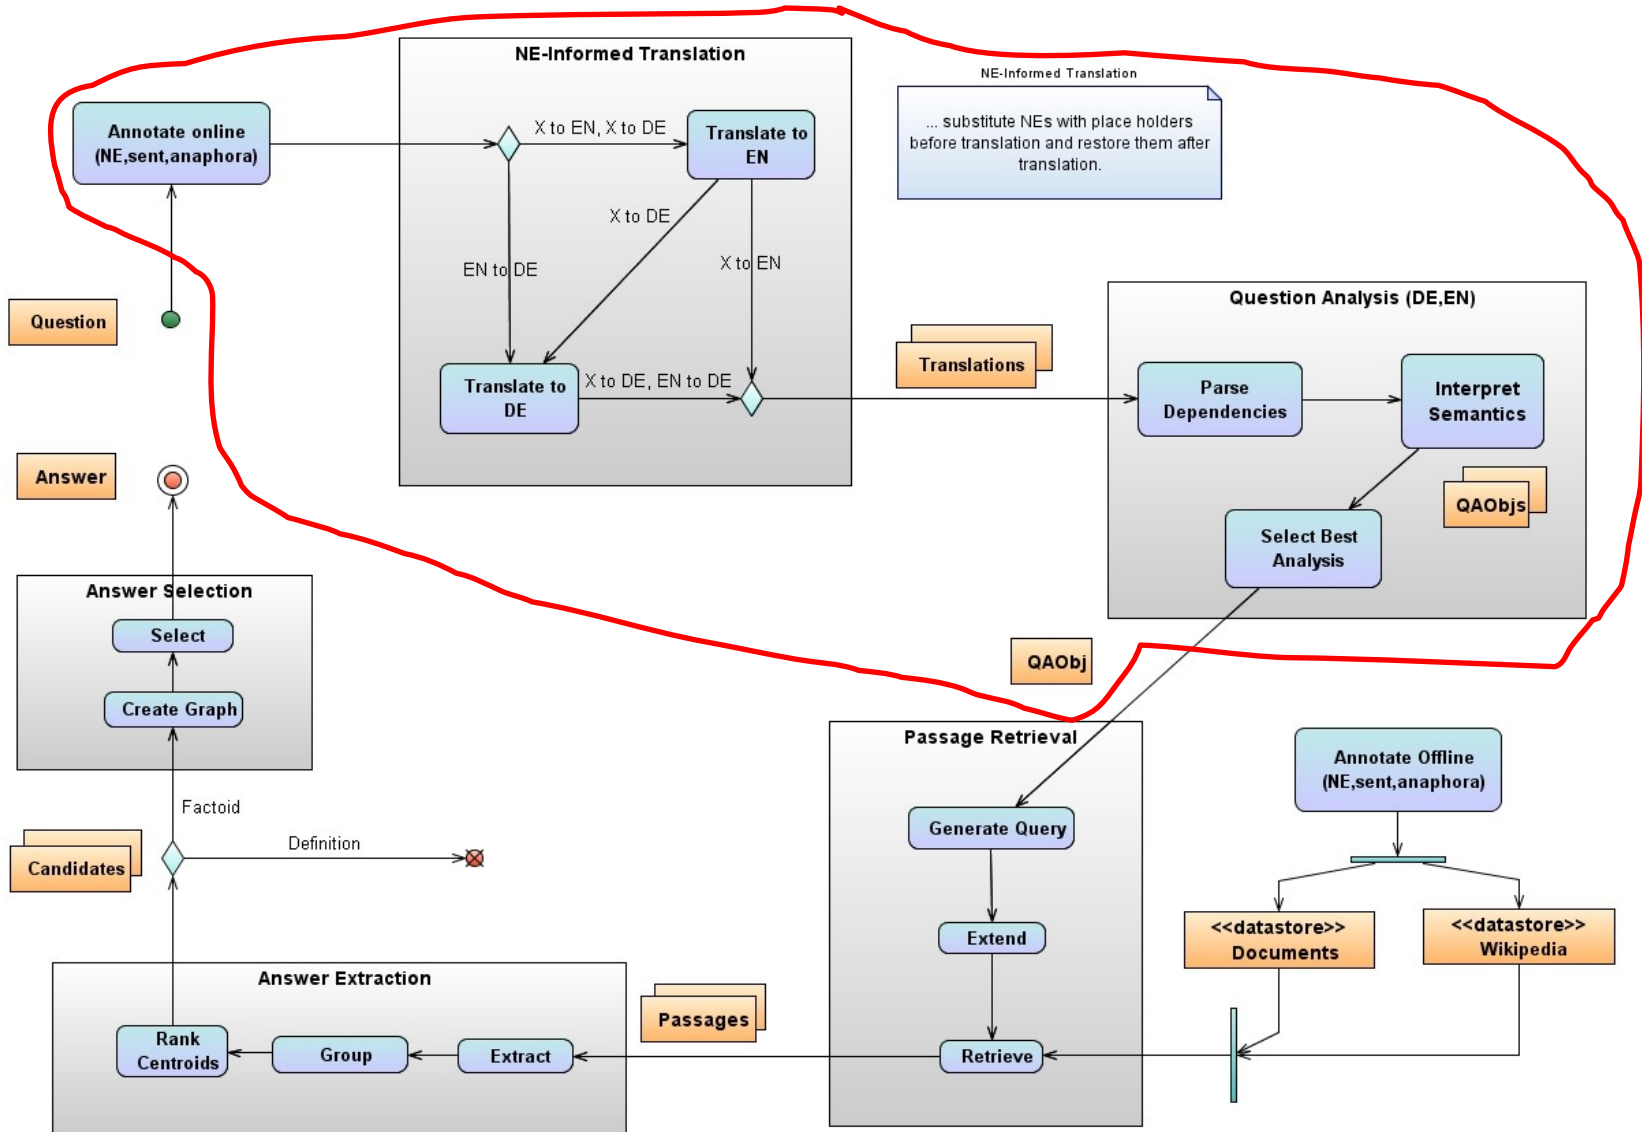 NE-Informed Translation
NE-Informed Translation
... substitute NEs with place holders
before translation and restore them after
translation.
Annotate online
(NE,sent,anaphora)
X to EN, X to DE
Translate to
EN
X to DE
EN to DE
X to EN
Question
Question Analysis (DE,EN)
Translations
Translate to
DE
X to DE, EN to DE
Parse
Dependencies
Interpret
Semantics
Answer
QAObjs
Select Best
Analysis
Answer Selection
Select
QAObj
Create Graph
Passage Retrieval
Annotate Offline
(NE,sent,anaphora)
Factoid
Generate Query
Definition
Candidates
<<datastore>>
Documents
<<datastore>>
Wikipedia
Extend
Answer Extraction
Passages
Rank
Centroids
Group
Extract
Retrieve